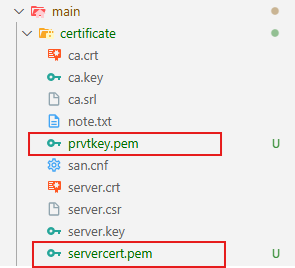 main
certificate
ca.crt
ca.key
ca.srl
note.txt
prvtkey.pem U
san.cnf
server.crt
server.csr
server.key
servercert.pem U